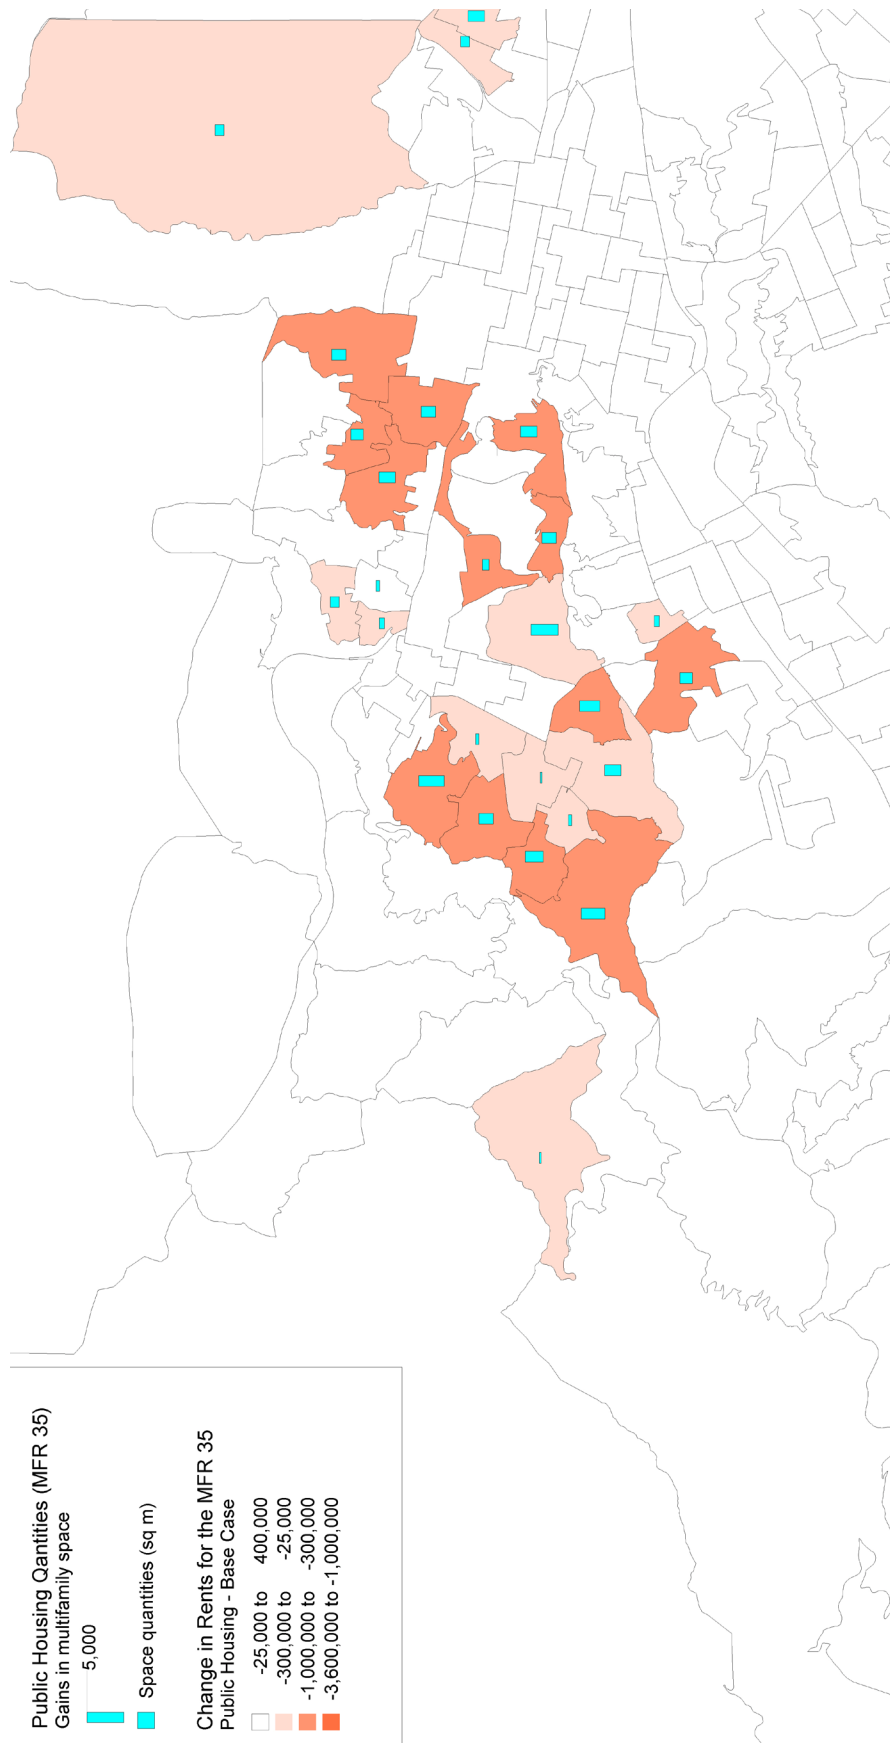 Public Housing Qantities (MFR 35)
Gains in multifamily space
5,000
Space quantities (sq m)
Change in Rents for the MFR 35
Public Housing - Base Case
-25,000 to 400,000
-300,000 to -25,000
-1,000,000 to -300,000
-3,600,000 to -1,000,000